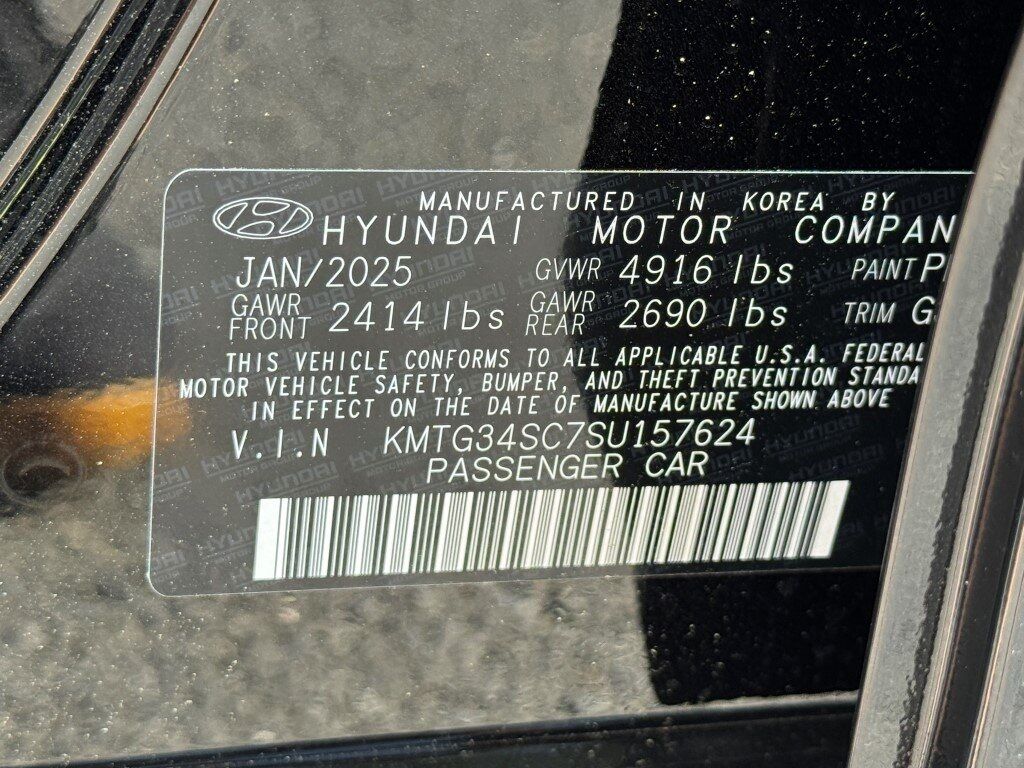 MANUFACTURED IN KOREA BY
HYUNDAI MOTOR COMPAN
JAN/2025 GVWR 4916 lbs PAINT P
GAWR FRONT 2414 lbs GAWR REAR 2690 lbs TRIM G
THIS VEHICLE CONFORMS TO ALL APPLICABLE U.S.A. FEDERAL
MOTOR VEHICLE SAFETY, BUMPER, AND THEFT PREVENTION STANDA
IN EFFECT ON THE DATE OF MANUFACTURE SHOWN ABOVE
V.I.N KMTG34SC7SU157624
PASSENGER CAR